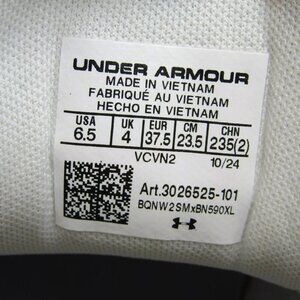 UNDER ARMOUR
MADE IN VIETNAM
FABRIQUÉ AU VIETNAM
HECHO EN VIETNAM
USA UK EUR CM CHN
6.5 4 37.5 23.5 235(2)
VCVN2 10/24
Art.3026525-101
BQNW2SMxBN590XL